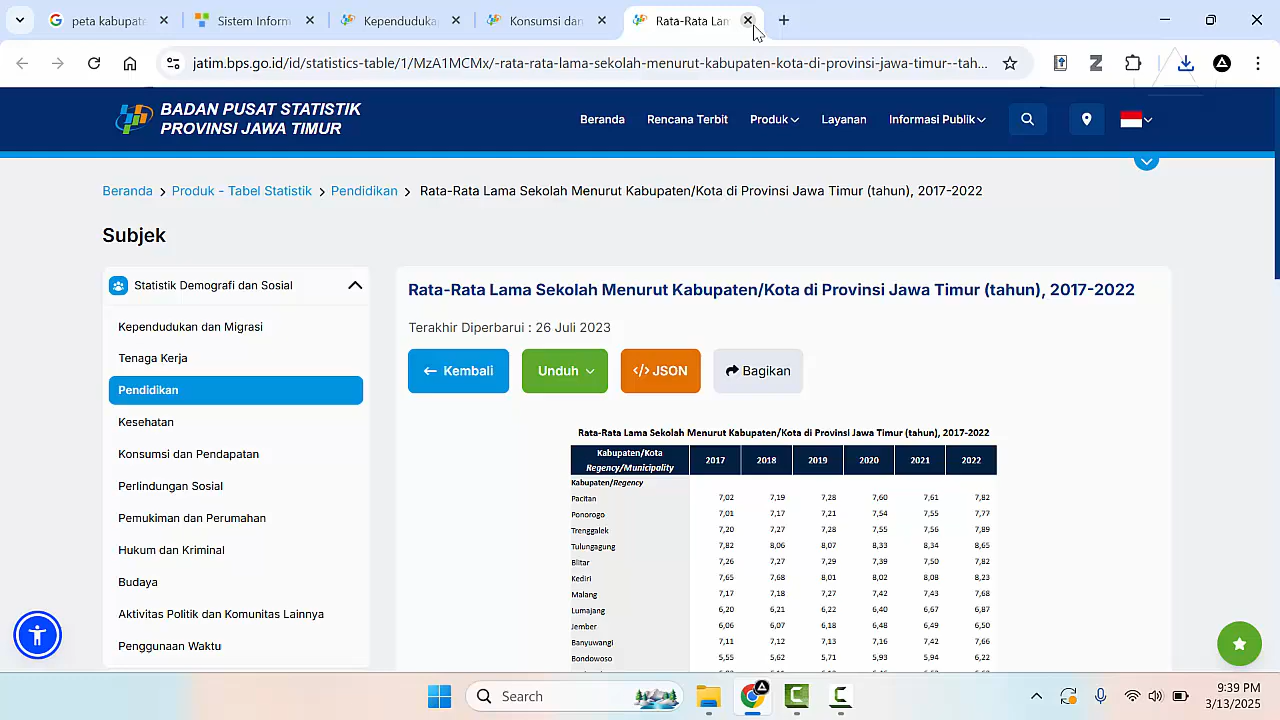 peta kabupat
Sistem Inform
Kependuduka
Konsumsi dan
Rata-Rata Lam
jatim.bps.go.id/id/statistics-table/1/MzA1MCMx/-rata-rata-lama-sekolah-menurut-kabupaten-kota-di-provinsi-jawa-timur--tah...
BADAN PUSAT STATISTIK
PROVINSI JAWA TIMUR
Beranda
Rencana Terbit
Produk
Layanan
Informasi Publik
Beranda > Produk - Tabel Statistik > Pendidikan > Rata-Rata Lama Sekolah Menurut Kabupaten/Kota di Provinsi Jawa Timur (tahun), 2017-2022
Subjek
Statistik Demografi dan Sosial
Kependudukan dan Migrasi
Tenaga Kerja
Pendidikan
Kesehatan
Konsumsi dan Pendapatan
Perlindungan Sosial
Pemukiman dan Perumahan
Hukum dan Kriminal
Budaya
Aktivitas Politik dan Komunitas Lainnya
Penggunaan Waktu
Rata-Rata Lama Sekolah Menurut Kabupaten/Kota di Provinsi Jawa Timur (tahun), 2017-2022
Terakhir Diperbarui : 26 Juli 2023
Kembali
Unduh
</> JSON
Bagikan
Rata-Rata Lama Sekolah Menurut Kabupaten/Kota di Provinsi Jawa Timur (tahun), 2017-2022
Kabupaten/Kota
Regency/Municipality
2017 2018 2019 2020 2021 2022
Kabupaten/Regency
Pacitan 7,02 7,19 7,28 7,60 7,61 7,82
Ponorogo 7,01 7,17 7,21 7,54 7,55 7,77
Trenggalek 7,20 7,27 7,28 7,55 7,56 7,89
Tulungagung 7,82 8,06 8,07 8,33 8,34 8,65
Blitar 7,26 7,27 7,29 7,39 7,50 7,82
Kediri 7,65 7,68 8,01 8,02 8,08 8,23
Malang 7,17 7,18 7,27 7,42 7,43 7,68
Lumajang 6,20 6,21 6,22 6,40 6,67 6,87
Jember 6,06 6,07 6,18 6,48 6,49 6,50
Banyuwangi 7,11 7,12 7,13 7,16 7,42 7,66
Bondowoso 5,55 5,62 5,71 5,93 5,94 6,22
Search
9:39 PM
3/13/2025